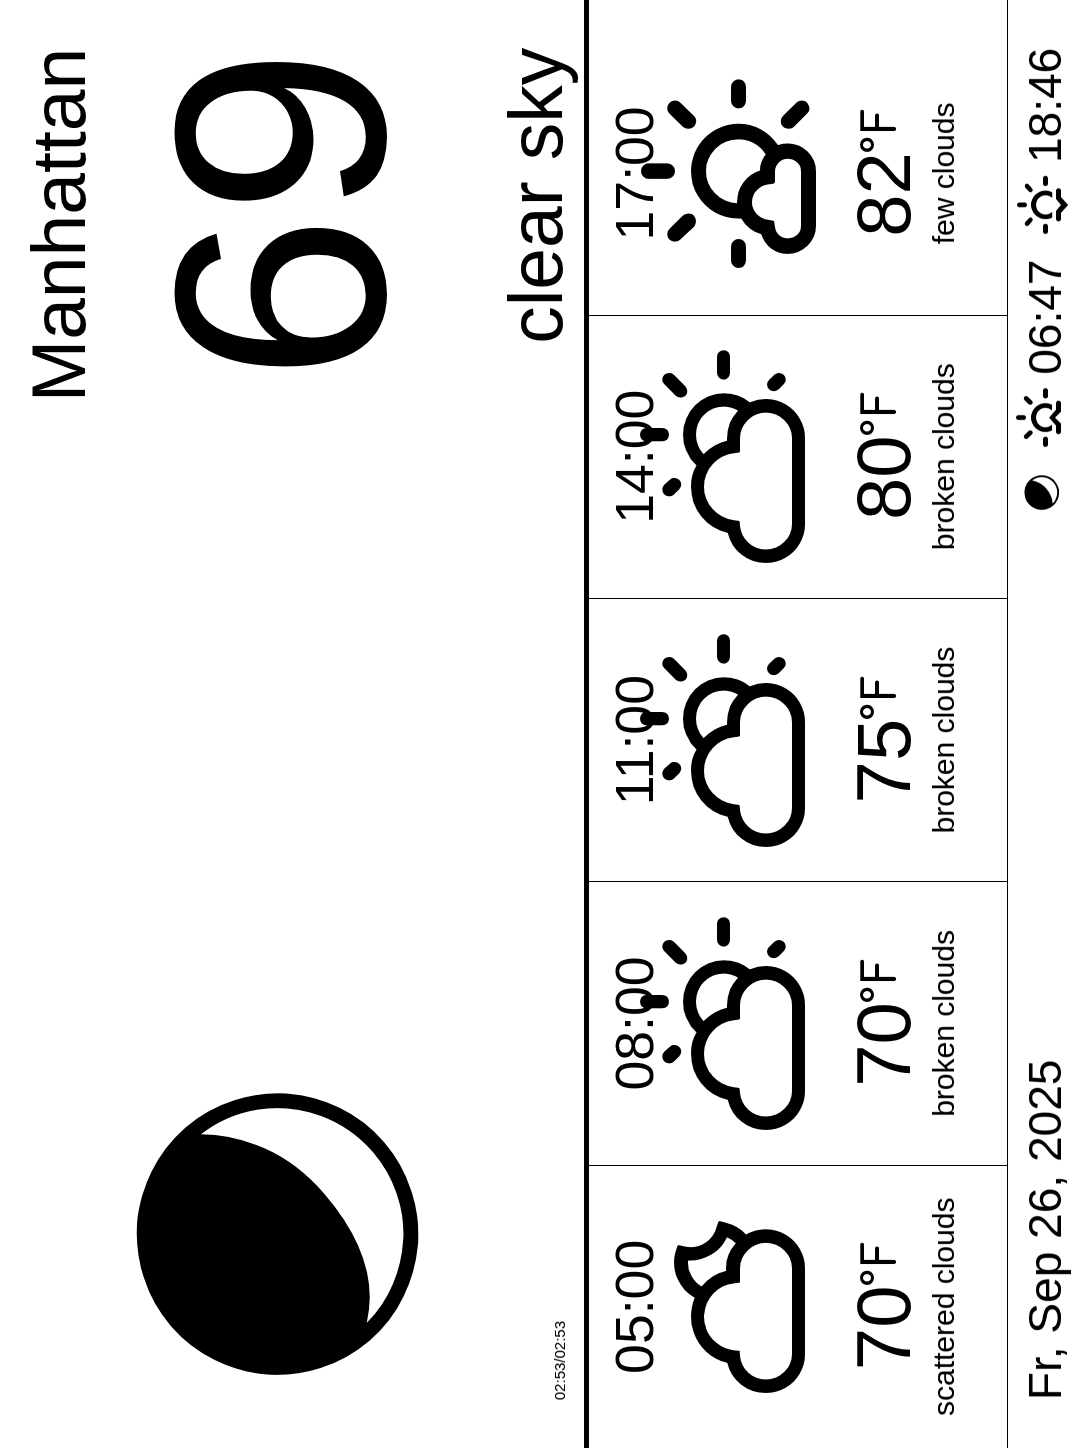 Manhattan
69
clear sky
02:53/02:53
05:00 08:00 11:00 14:00 17:00
70°F 70°F 75°F 80°F 82°F
scattered clouds broken clouds broken clouds broken clouds few clouds
Fr, Sep 26, 2025 06:47 18:46